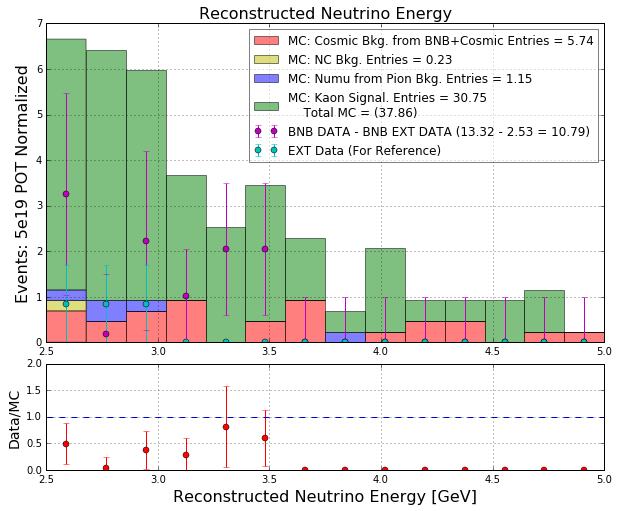 Reconstructed Neutrino Energy
Events: 5e19 POT Normalized
7
6
5
4
3
2
1
0
MC: Cosmic Bkg. from BNB+Cosmic Entries = 5.74
MC: NC Bkg. Entries = 0.23
MC: Numu from Pion Bkg. Entries = 1.15
MC: Kaon Signal. Entries = 30.75
Total MC = (37.86)
BNB DATA - BNB EXT DATA (13.32 - 2.53 = 10.79)
EXT Data (For Reference)
2.5 3.0 3.5 4.0 4.5 5.0
Data/MC
2.0
1.5
1.0
0.5
0.0
2.5 3.0 3.5 4.0 4.5 5.0
Reconstructed Neutrino Energy [GeV]